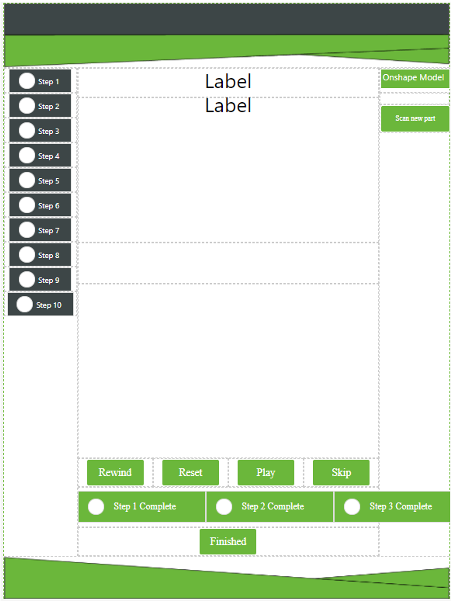 Step 1
Step 2
Step 3
Step 4
Step 5
Step 6
Step 7
Step 8
Step 9
Step 10
Label
Label
Onshape Model
Scan new part
Rewind Reset Play Skip
Step 1 Complete Step 2 Complete Step 3 Complete
Finished